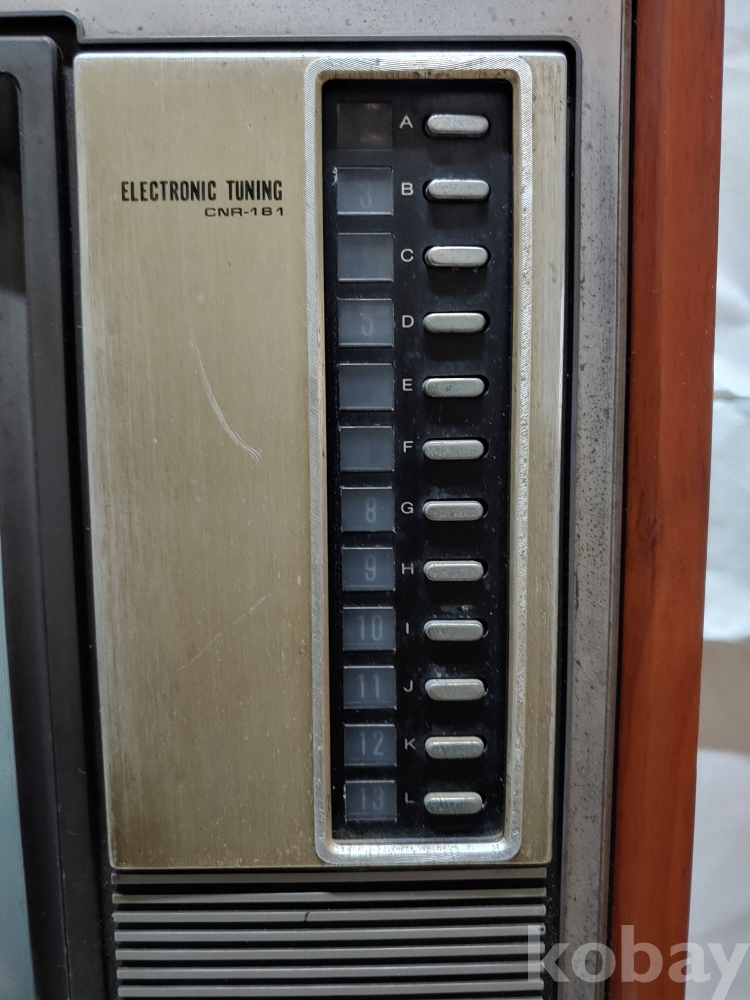 ELECTRONIC TUNING
CNR-181
A
3 B
C
5 D
E
F
8 G
9 H
10 I
11 J
12 K
13 L
kobay